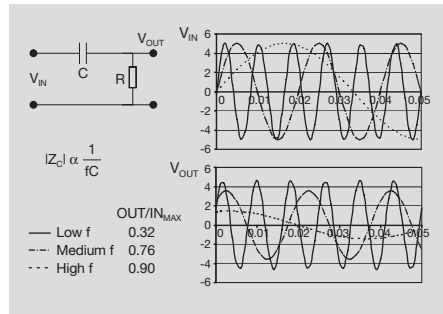 V_IN
C
R
V_OUT
|Z_C| α 1
fC
OUT/IN_MAX
Low f 0.32
Medium f 0.76
High f 0.90
V_IN
6
4
2
0
-2
-4
-6
0 0.01 0.02 0.03 0.04 0.05
V_OUT
6
4
2
0
-2
-4
-6
0 0.01 0.02 0.03 0.04 0.05